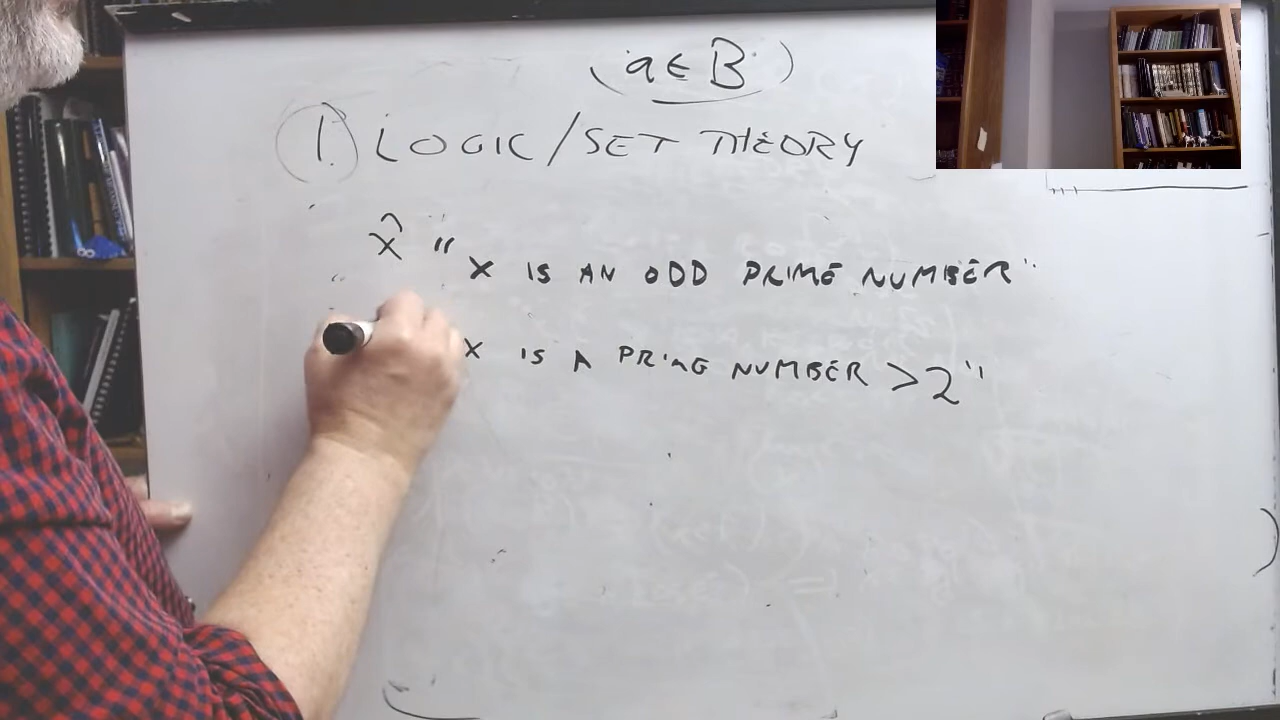 (a ∈ B)
1.) LOGIC/SET THEORY
x̂ "X IS AN ODD PRIME NUMBER"
X IS A PRIME NUMBER >2"